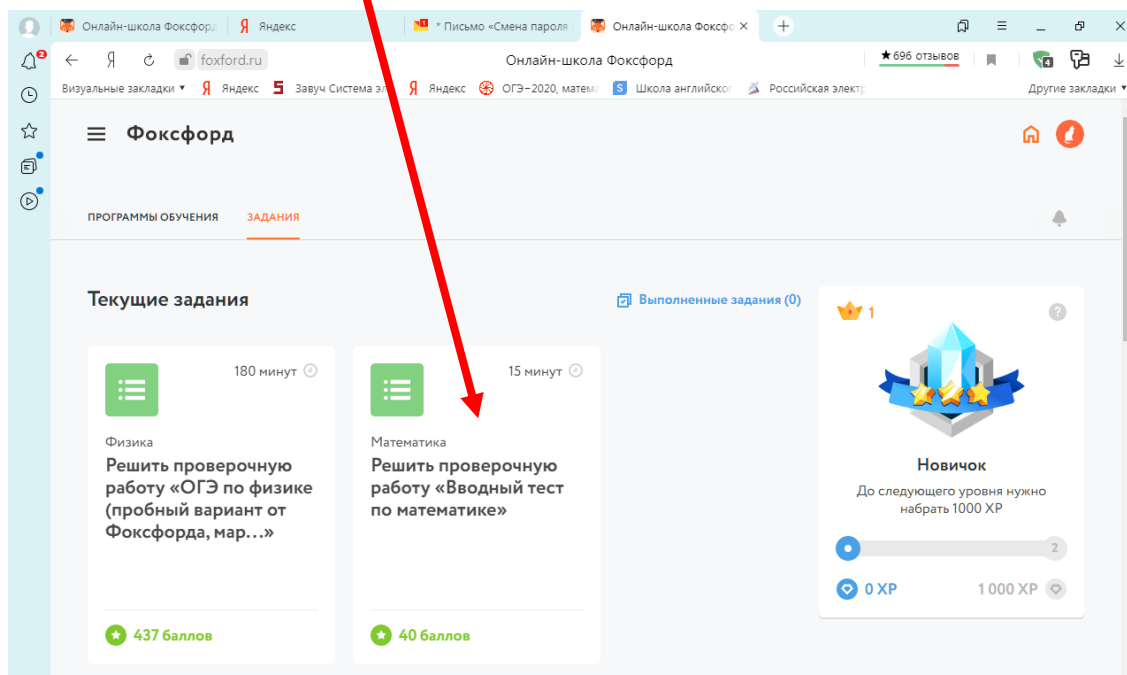 Онлайн-школа Фоксфорд
Яндекс
* Письмо «Смена пароля
Онлайн-школа Фоксфо
foxford.ru
Онлайн-школа Фоксфорд
★696 отзывов
4
2
Визуальные закладки
Яндекс
Завуч Система эл
Яндекс
ОГЭ–2020, матема
S
Школа английског
Российская электр
Другие закладки
Фоксфорд
ПРОГРАММЫ ОБУЧЕНИЯ
ЗАДАНИЯ
Текущие задания
Выполненные задания (0)
180 минут
Физика
Решить проверочную
работу «ОГЭ по физике
(пробный вариант от
Фоксфорда, мар...»
437 баллов
15 минут
Математика
Решить проверочную
работу «Вводный тест
по математике»
40 баллов
1
?
Новичок
До следующего уровня нужно
набрать 1000 XP
2
0 XP
1 000 XP